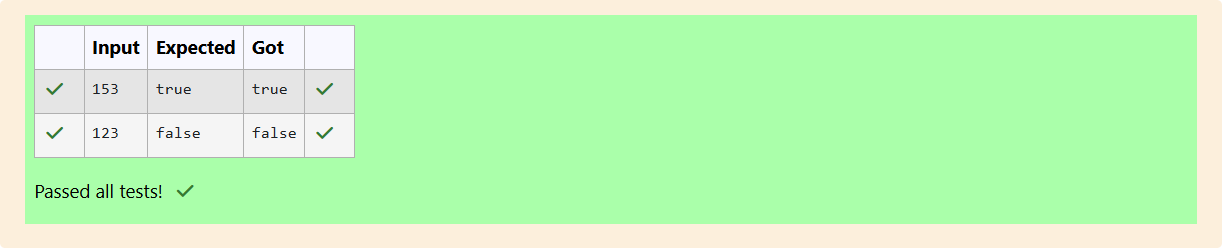 Input Expected Got
153 true true
123 false false
Passed all tests!